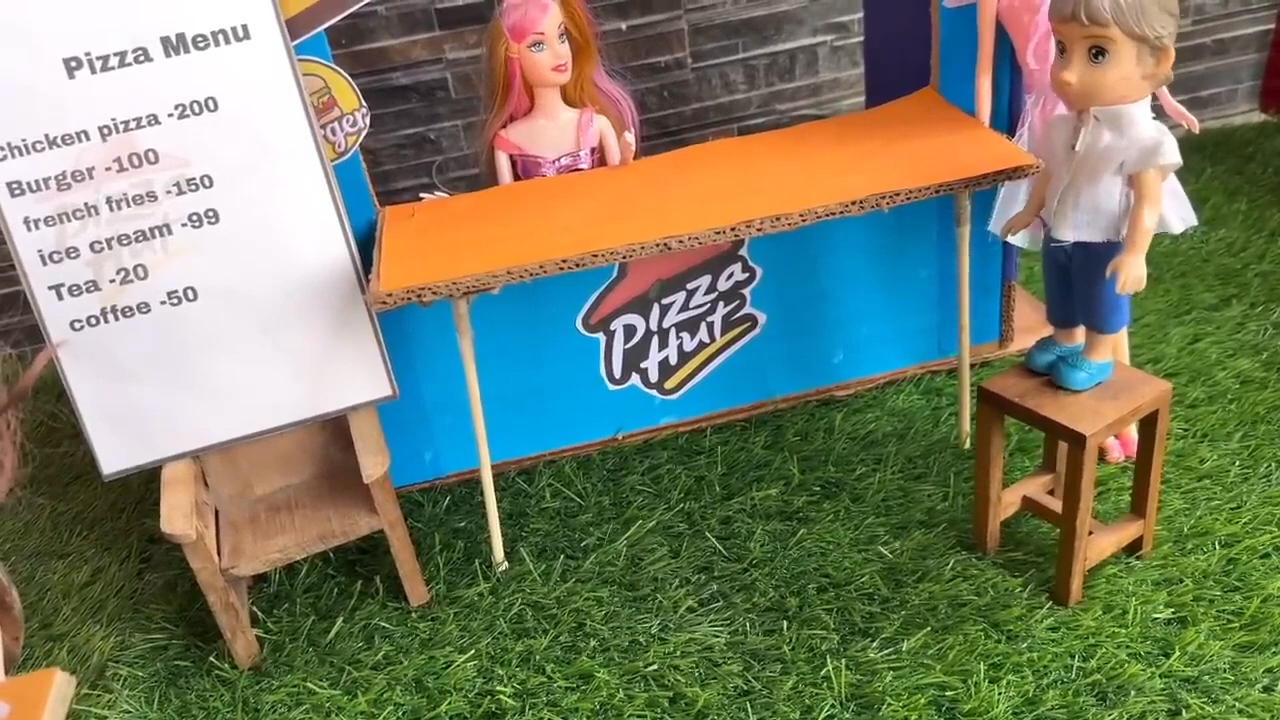 Pizza Menu
Chicken pizza -200
Burger -100
french fries -150
ice cream -99
Tea -20
coffee -50
Pizza
Hut